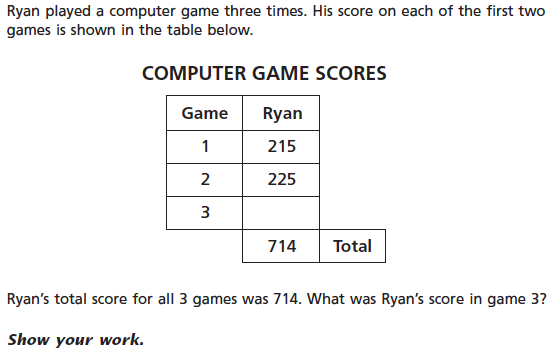 Ryan played a computer game three times. His score on each of the first two
games is shown in the table below.
COMPUTER GAME SCORES
Game Ryan
1 215
2 225
3
714 Total
Ryan's total score for all 3 games was 714. What was Ryan's score in game 3?
Show your work.